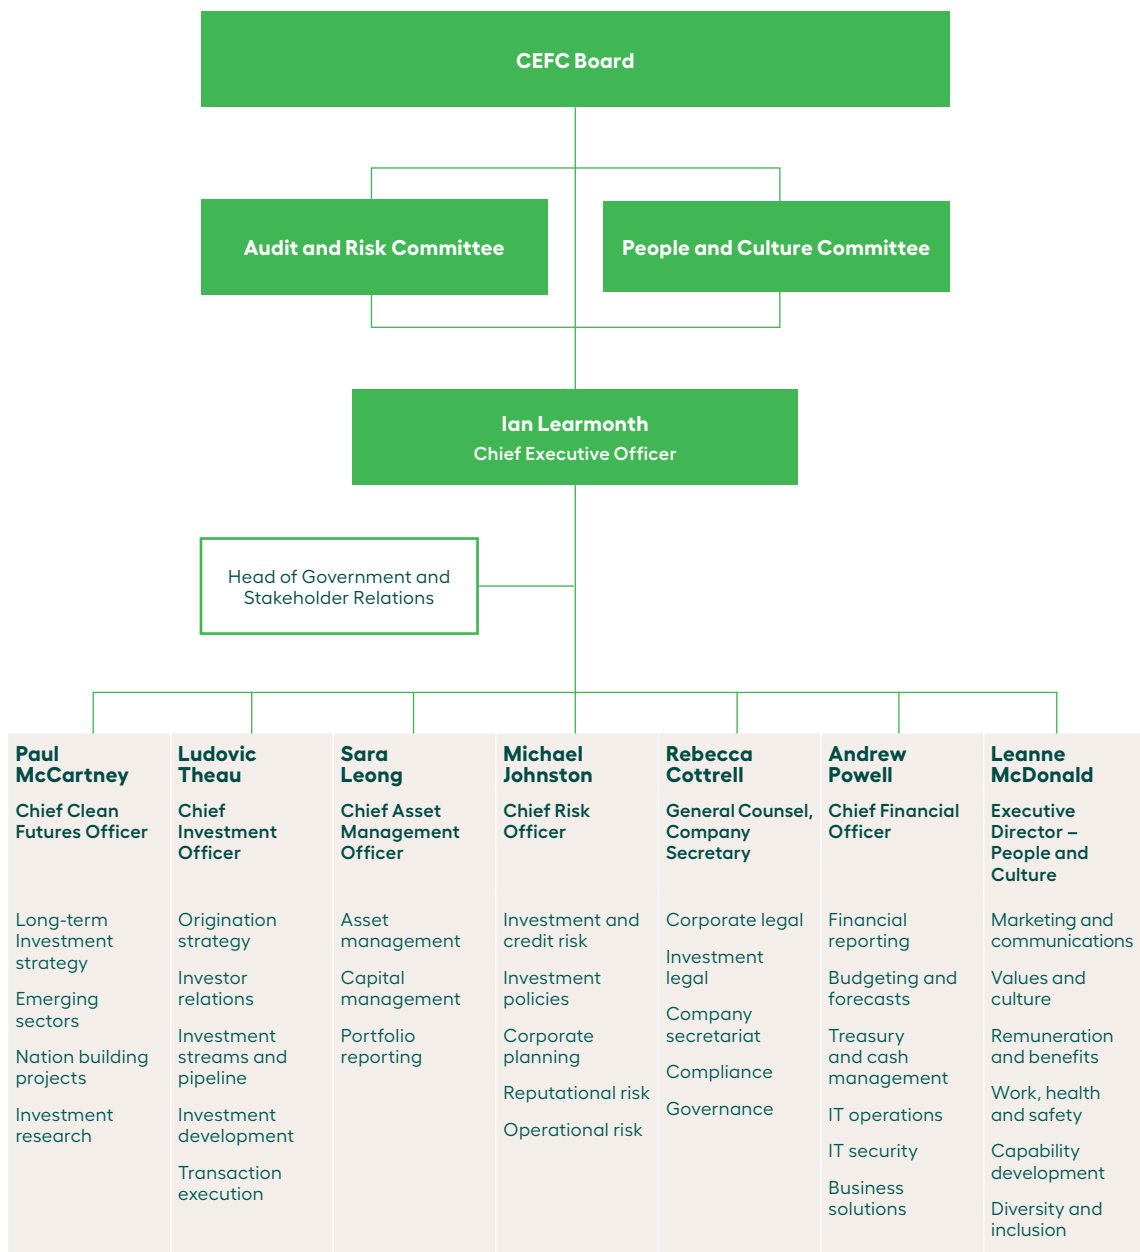 CEFC Board
Audit and Risk Committee
People and Culture Committee
Ian Learmonth
Chief Executive Officer
Head of Government and
Stakeholder Relations
Paul
McCartney
Chief Clean
Futures Officer
Long-term
Investment
strategy
Emerging
sectors
Nation building
projects
Investment
research
Ludovic
Theau
Chief
Investment
Officer
Origination
strategy
Investor
relations
Investment
streams and
pipeline
Investment
development
Transaction
execution
Sara
Leong
Chief Asset
Management
Officer
Asset
management
Capital
management
Portfolio
reporting
Michael
Johnston
Chief Risk
Officer
Investment and
credit risk
Investment
policies
Corporate
planning
Reputational risk
Operational risk
Rebecca
Cottrell
General Counsel,
Company
Secretary
Corporate legal
Investment
legal
Company
secretariat
Compliance
Governance
Andrew
Powell
Chief Financial
Officer
Financial
reporting
Budgeting and
forecasts
Treasury
and cash
management
IT operations
IT security
Business
solutions
Leanne
McDonald
Executive
Director –
People and
Culture
Marketing and
communications
Values and
culture
Remuneration
and benefits
Work, health
and safety
Capability
development
Diversity and
inclusion